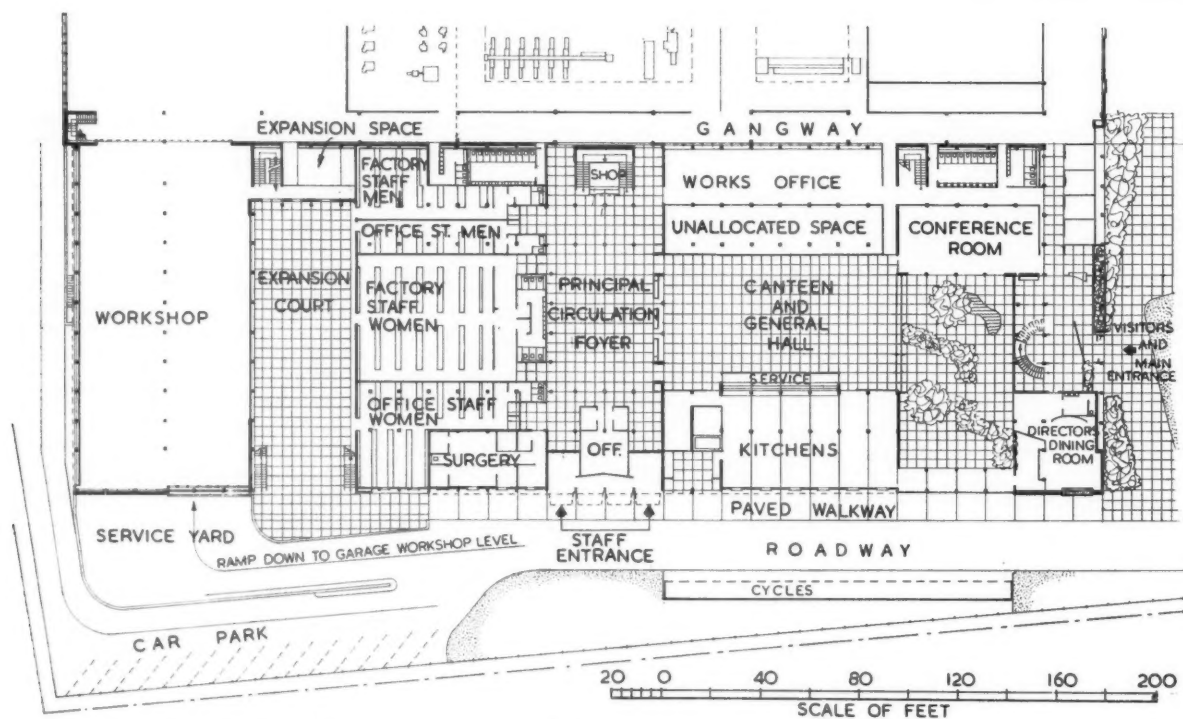 GANGWAY
EXPANSION SPACE
FACTORY
STAFF
MEN
SHOP
WORKS OFFICE
OFFICE ST. MEN
UNALLOCATED SPACE
CONFERENCE
ROOM
WORKSHOP
EXPANSION
COURT
FACTORY
STAFF
WOMEN
PRINCIPAL
CIRCULATION
FOYER
CANTEEN
AND
GENERAL
HALL
VISITORS
AND
MAIN
ENTRANCE
SERVICE
OFFICE STAFF
WOMEN
SURGERY
OFF.
KITCHENS
DIRECTORS
DINING
ROOM
PAVED WALKWAY
SERVICE YARD
RAMP DOWN TO GARAGE WORKSHOP LEVEL
STAFF
ENTRANCE
ROADWAY
CYCLES
CAR PARK
20 0 40 80 120 160 200
SCALE OF FEET